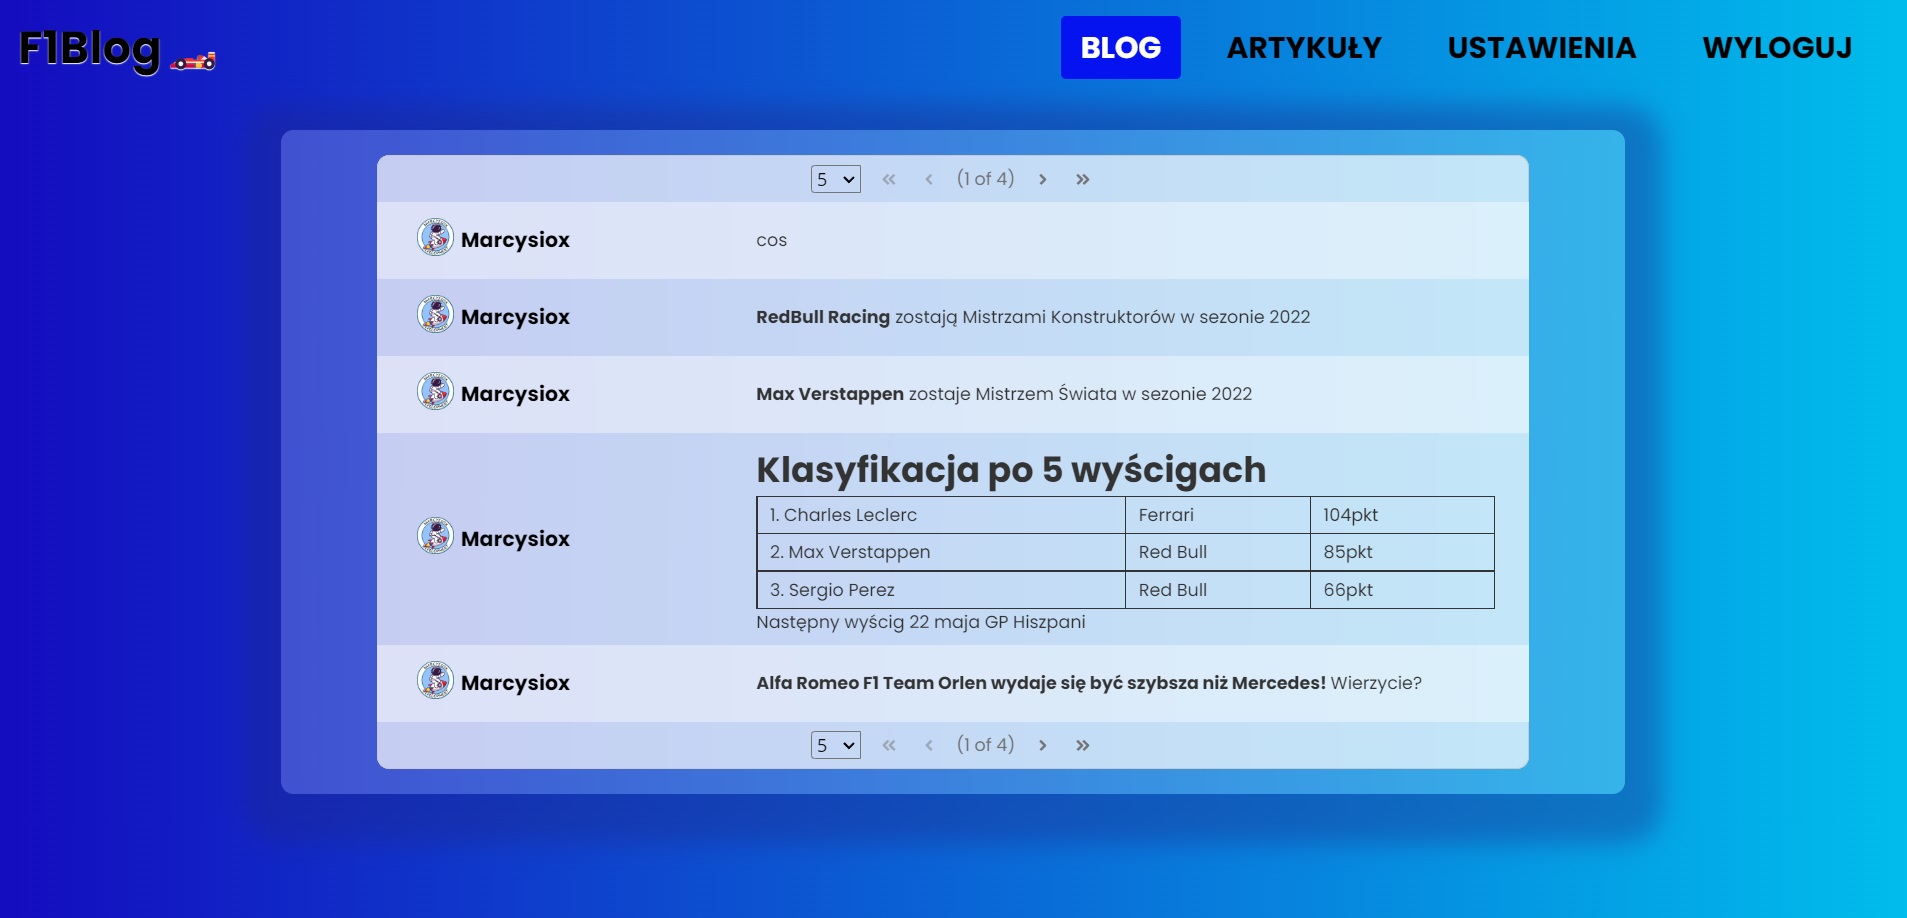 F1Blog
BLOG ARTYKUŁY USTAWIENIA WYLOGUJ
5 (1 of 4)
Marcysiox cos
Marcysiox RedBull Racing zostają Mistrzami Konstruktorów w sezonie 2022
Marcysiox Max Verstappen zostaje Mistrzem Świata w sezonie 2022
Klasyfikacja po 5 wyścigach
1. Charles Leclerc Ferrari 104pkt
Marcysiox
2. Max Verstappen Red Bull 85pkt
3. Sergio Perez Red Bull 66pkt
Następny wyścig 22 maja GP Hiszpani
Marcysiox Alfa Romeo F1 Team Orlen wydaje się być szybsza niż Mercedes! Wierzycie?
5 (1 of 4)